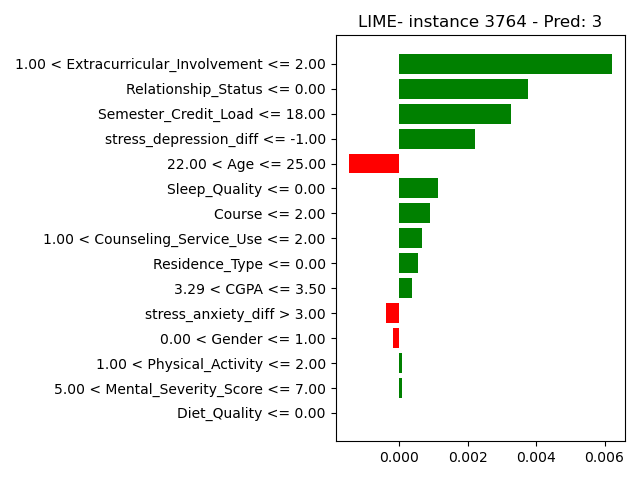 LIME- instance 3764 - Pred: 3
1.00 < Extracurricular_Involvement <= 2.00
Relationship_Status <= 0.00
Semester_Credit_Load <= 18.00
stress_depression_diff <= -1.00
22.00 < Age <= 25.00
Sleep_Quality <= 0.00
Course <= 2.00
1.00 < Counseling_Service_Use <= 2.00
Residence_Type <= 0.00
3.29 < CGPA <= 3.50
stress_anxiety_diff > 3.00
0.00 < Gender <= 1.00
1.00 < Physical_Activity <= 2.00
5.00 < Mental_Severity_Score <= 7.00
Diet_Quality <= 0.00
0.000 0.002 0.004 0.006